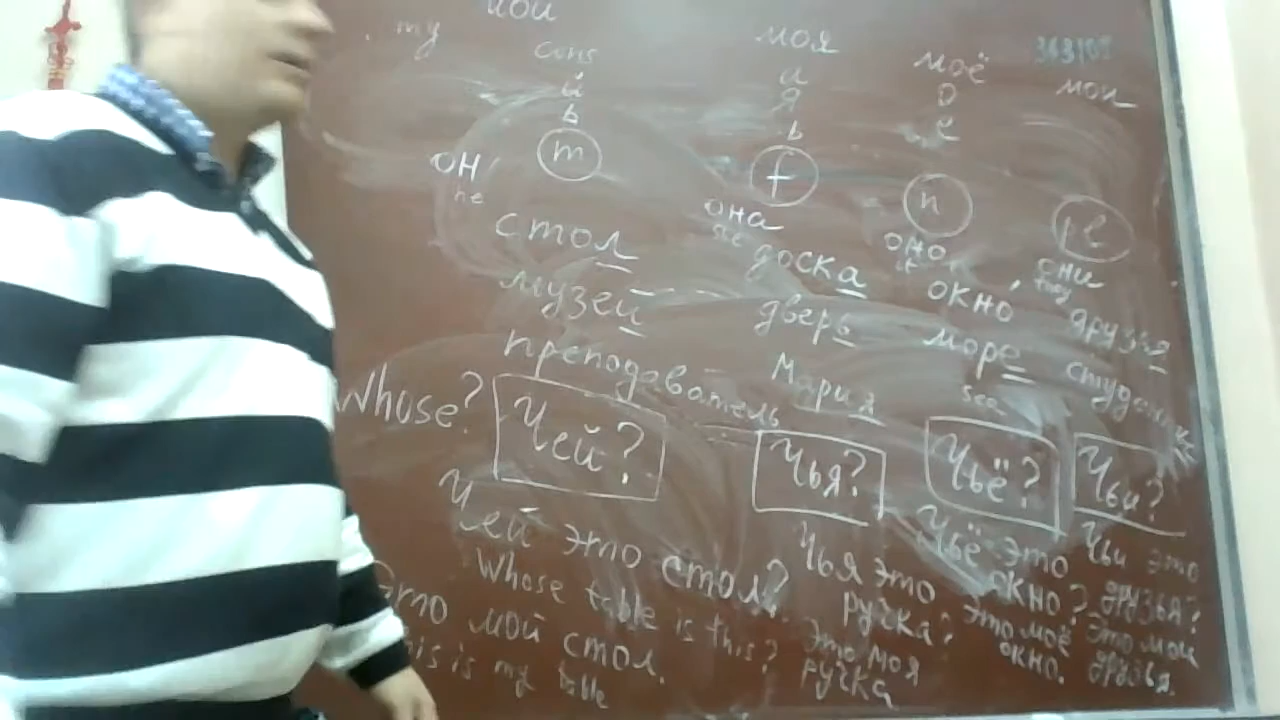 my мой моя моё мои
363101
cons а о
й я е
ь ь
m f n pl
он она оно они
he she it they
стол доска окно друзья
музей дверь море студенты
sea
преподаватель Мария
Whose? Чей? Чья? Чьё? Чьи?
Чей это стол?
Whose table is this?
Это мой стол.
This is my table
Чья это
ручка?
Это моя
ручка
Чьё это
окно?
Это моё
окно.
Чьи это
друзья?
Это мои
друзья.